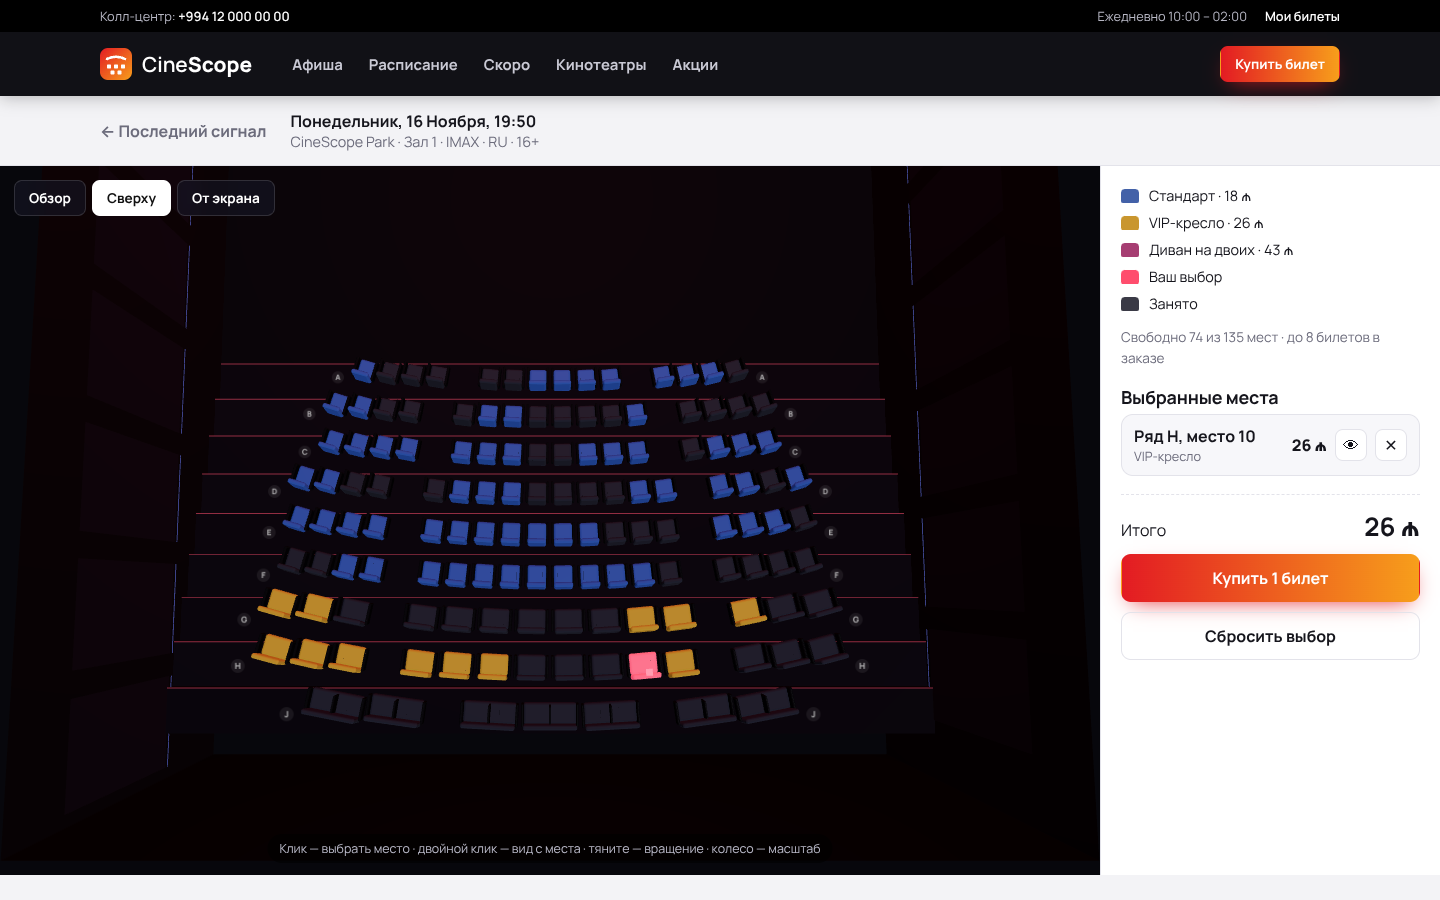 Колл-центр: +994 12 000 00 00
Ежедневно 10:00 – 02:00
Мои билеты
CineScope
Афиша
Расписание
Скоро
Кинотеатры
Акции
Купить билет
← Последний сигнал
Понедельник, 16 Ноября, 19:50
CineScope Park · Зал 1 · IMAX · RU · 16+
Обзор
Сверху
От экрана
A A
B B
C C
D D
E E
F F
G G
H H
J J
Клик — выбрать место · двойной клик — вид с места · тяните — вращение · колесо — масштаб
Стандарт · 18 ₼
VIP-кресло · 26 ₼
Диван на двоих · 43 ₼
Ваш выбор
Занято
Свободно 74 из 135 мест · до 8 билетов в
заказе
Выбранные места
Ряд H, место 10
VIP-кресло
26 ₼
Итого
26 ₼
Купить 1 билет
Сбросить выбор